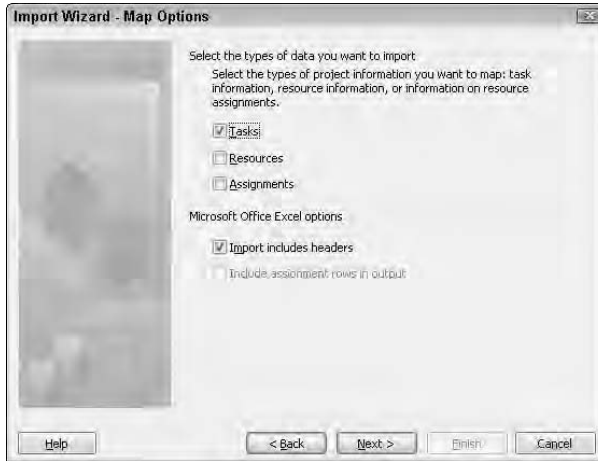 Import Wizard - Map Options
Select the types of data you want to import
Select the types of project information you want to map: task
information, resource information, or information on resource
assignments.
Tasks
Resources
Assignments
Microsoft Office Excel options
Import includes headers
Include assignment rows in output
Help
< Back
Next >
Finish
Cancel